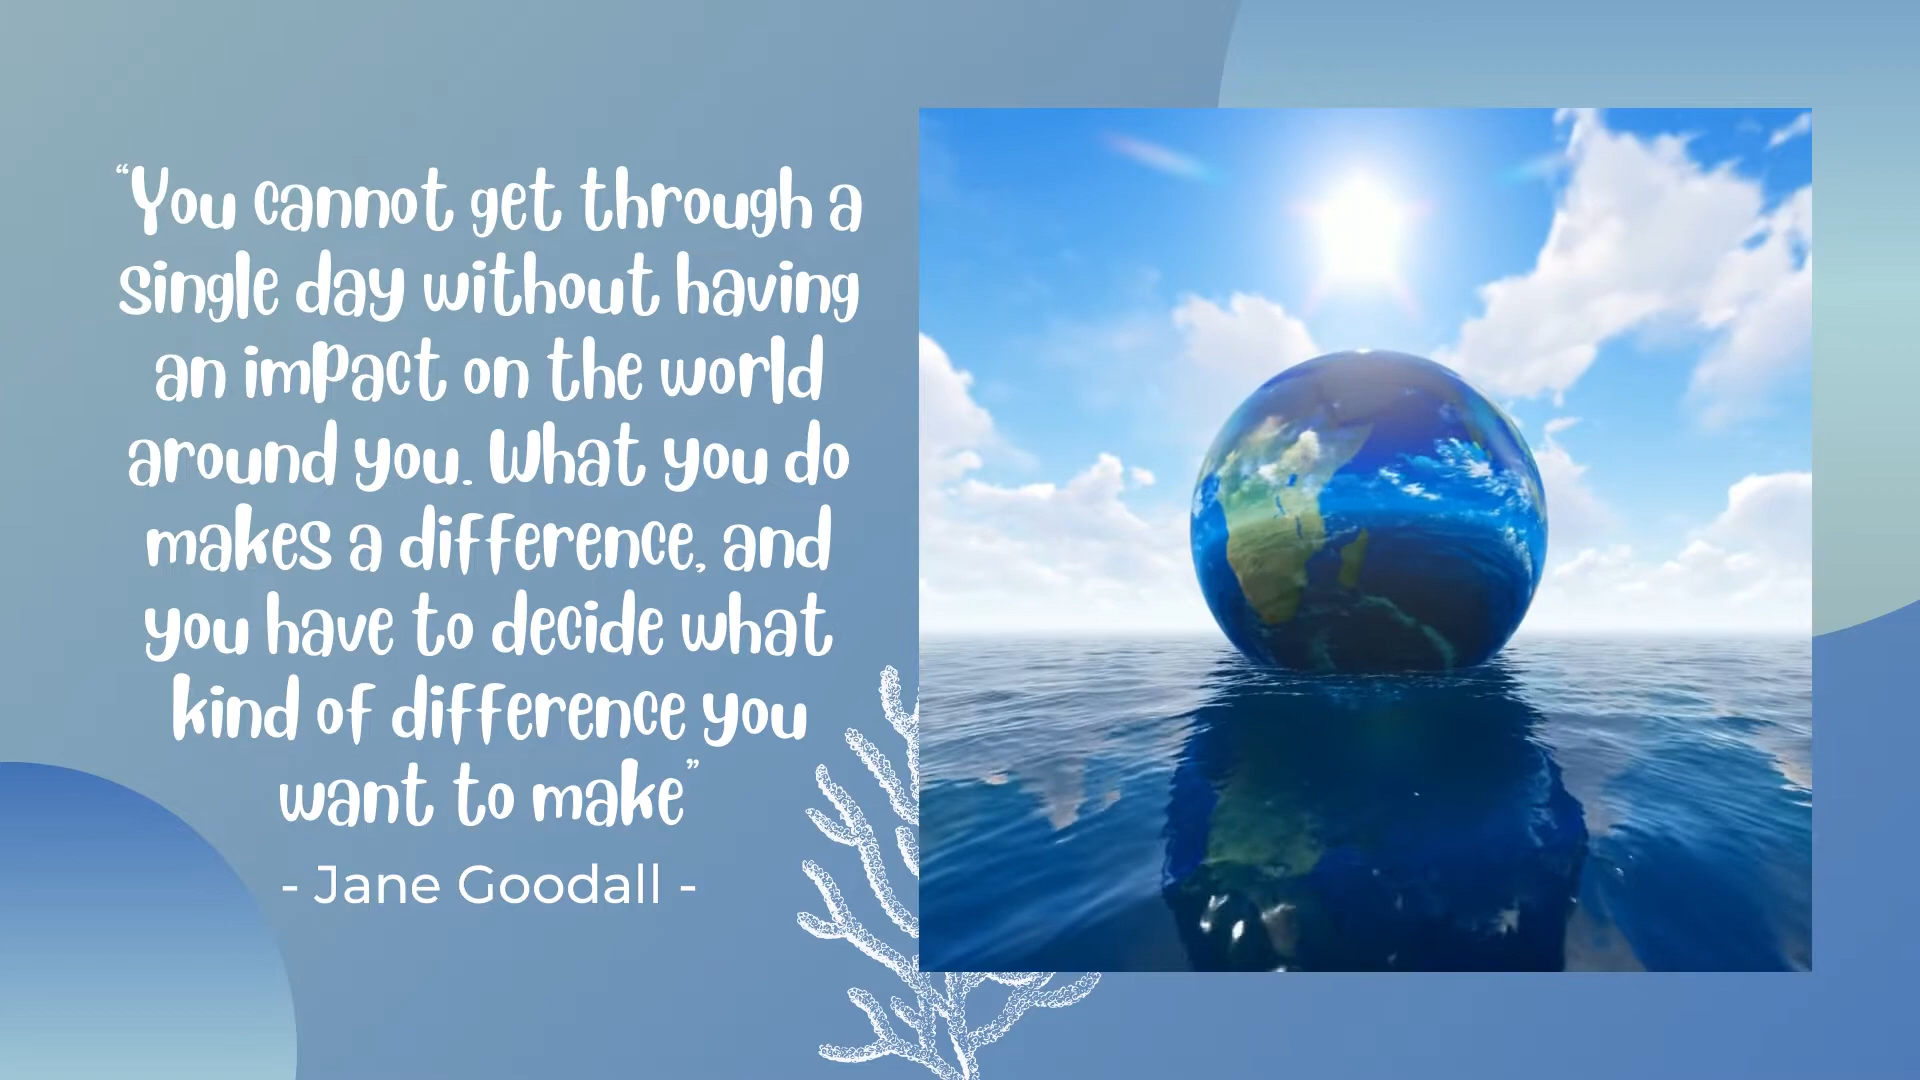 “You cannot get through a
single day without having
an impact on the world
around you. What you do
makes a difference, and
you have to decide what
kind of difference you
want to make”
- Jane Goodall -